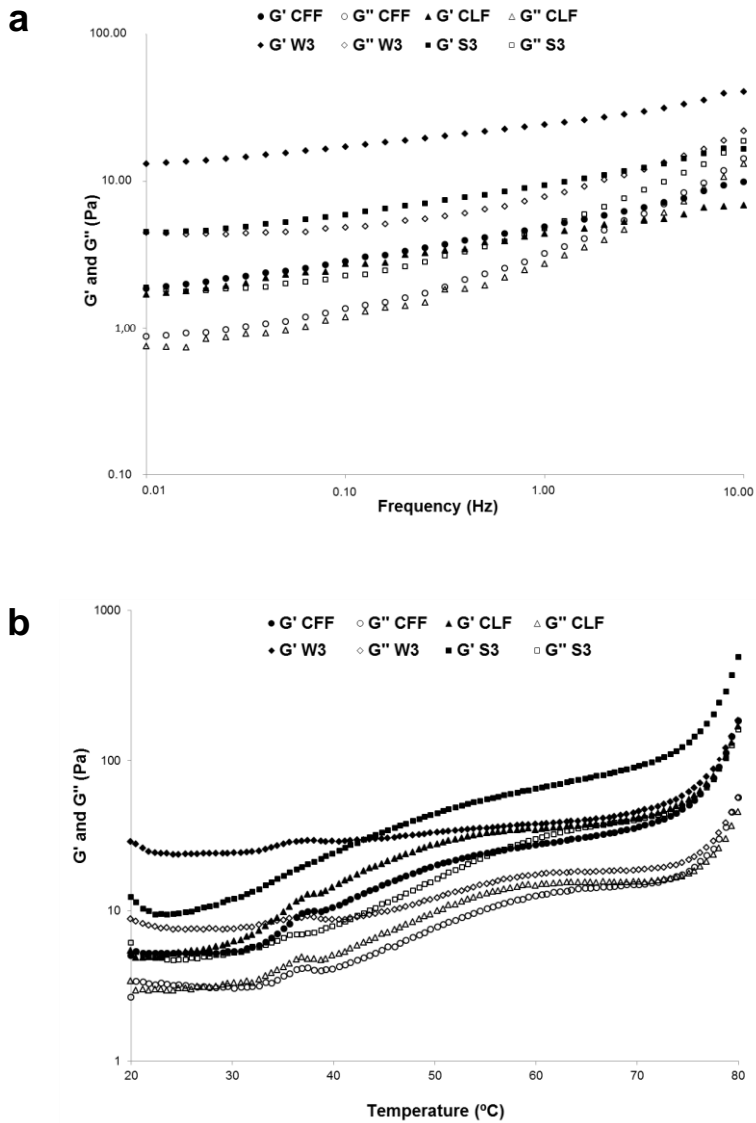 a
G' CFF G'' CFF G' CLF G'' CLF
G' W3 G'' W3 G' S3 G'' S3
100.00
10.00
1,00
0.10
G' and G'' (Pa)
0.01 0.10 1.00 10.00
Frequency (Hz)
b
1000
G' CFF G'' CFF G' CLF G'' CLF
G' W3 G'' W3 G' S3 G'' S3
100
10
1
G' and G'' (Pa)
20 30 40 50 60 70 80
Temperature (ºC)